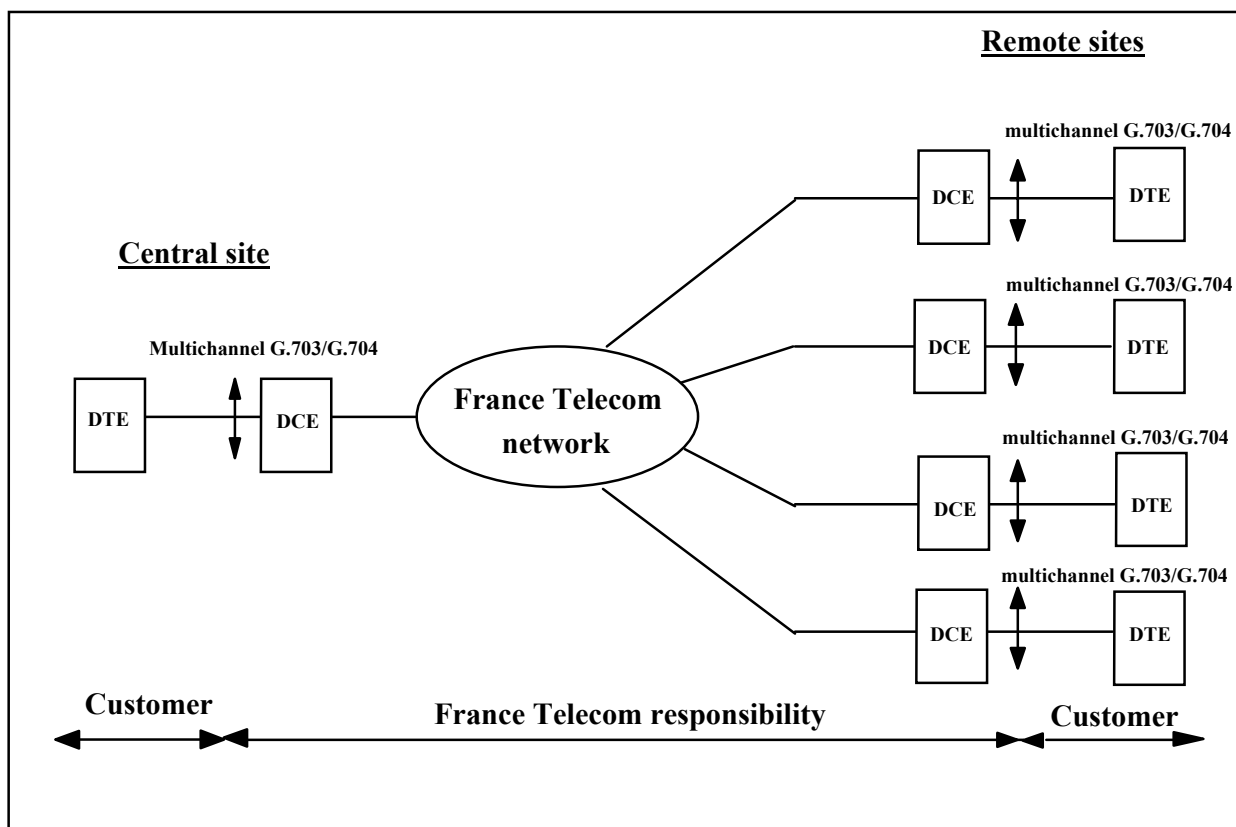 Remote sites
multichannel G.703/G.704
DCE
DTE
Central site
multichannel G.703/G.704
DCE
DTE
Multichannel G.703/G.704
DTE
DCE
France Telecom
network
multichannel G.703/G.704
DCE
DTE
multichannel G.703/G.704
DCE
DTE
Customer
France Telecom responsibility
Customer